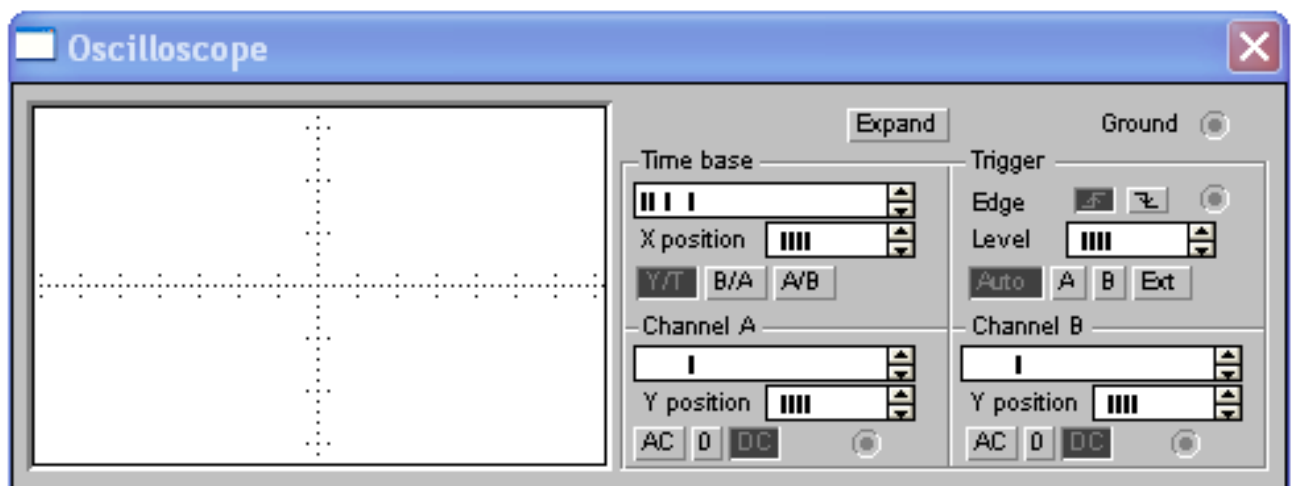 Oscilloscope
Expand
Ground
Time base
X position
Y/T B/A A/B
Trigger
Edge
Level
Auto A B Ext
Channel A
Y position
AC 0 DC
Channel B
Y position
AC 0 DC